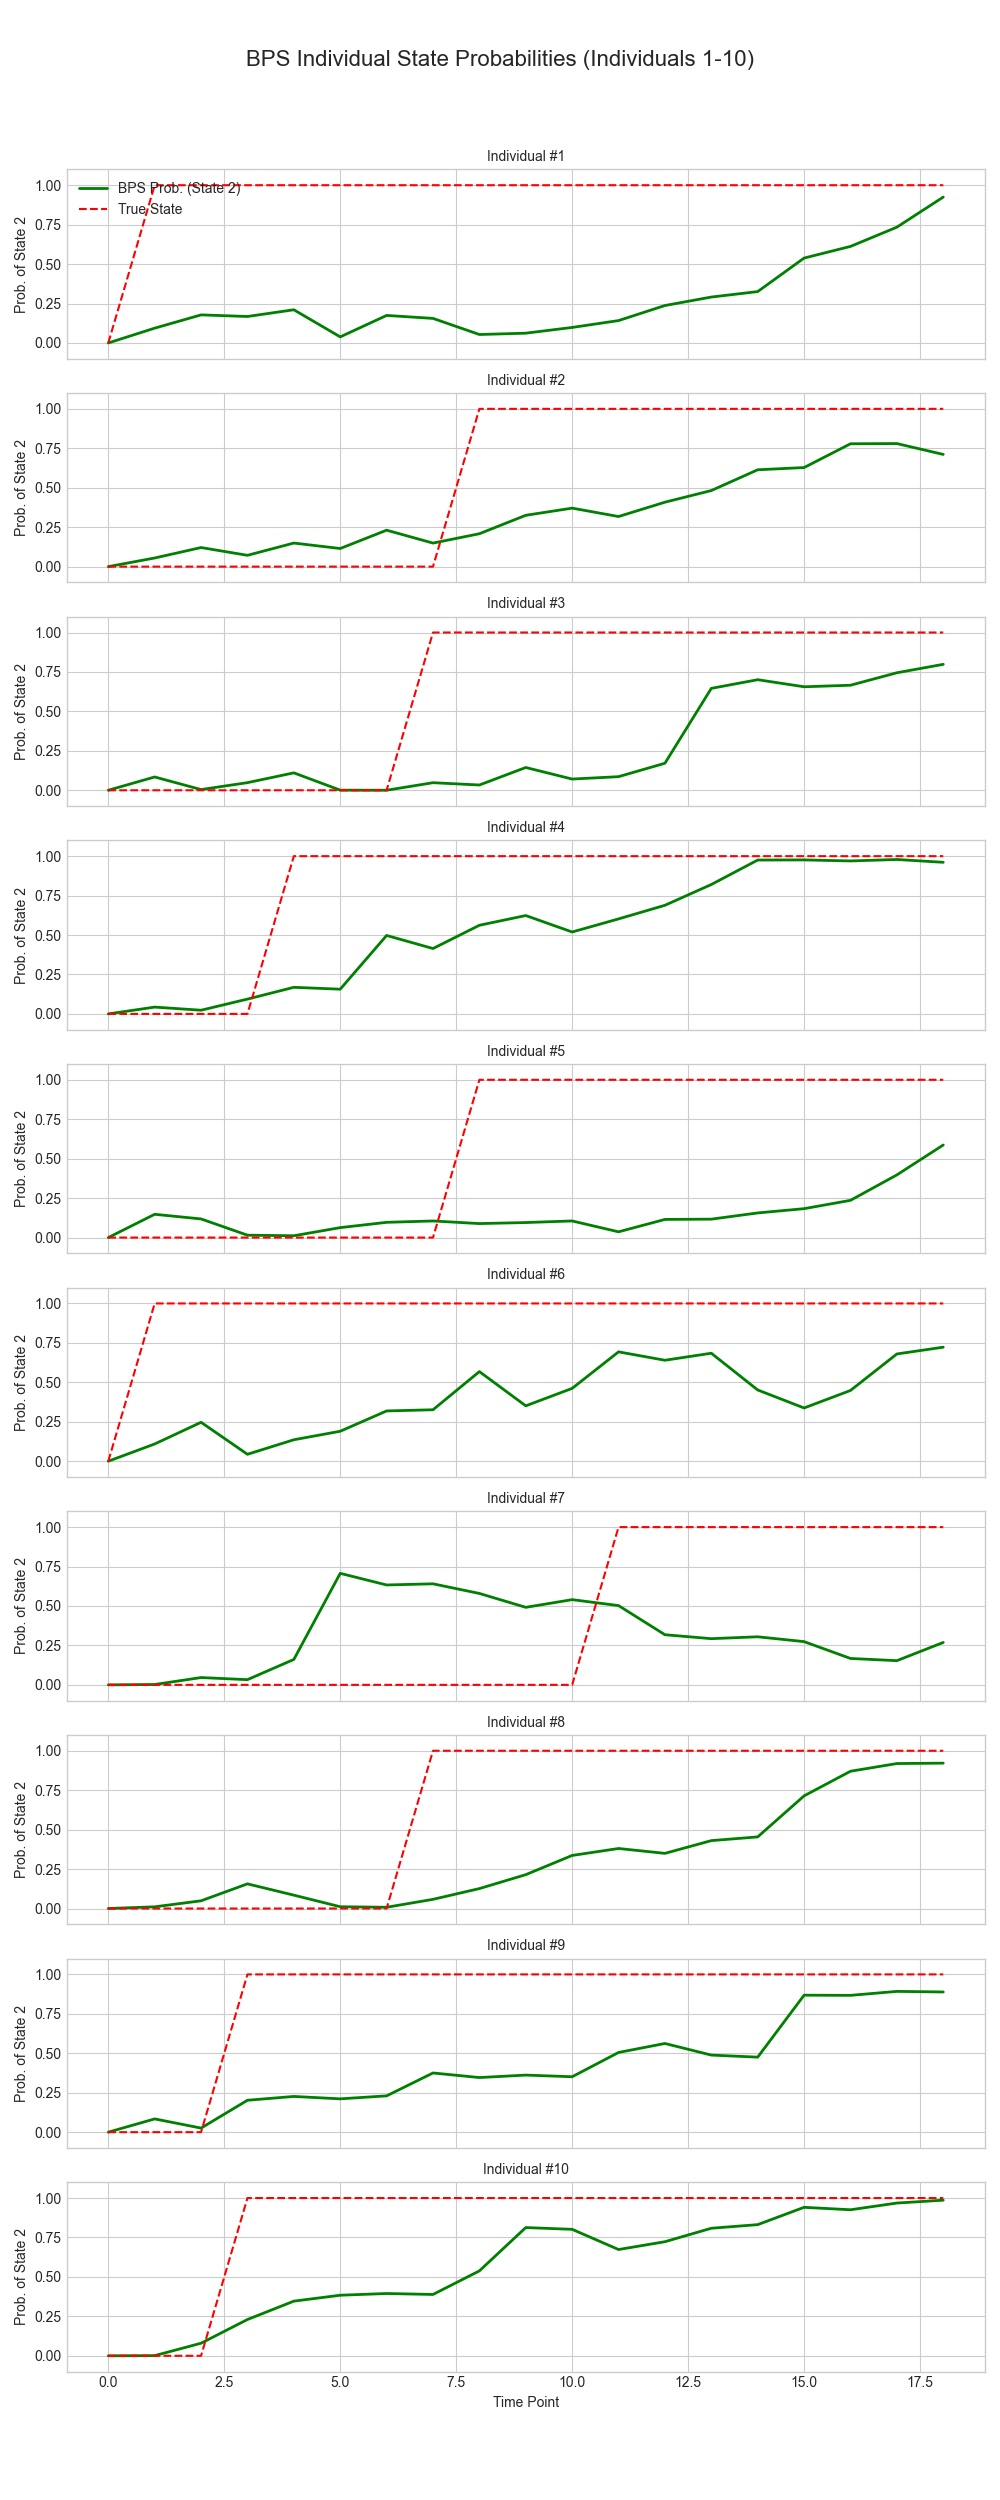 BPS Individual State Probabilities (Individuals 1-10)
Individual #1
Prob. of State 2
1.00
0.75
0.50
0.25
0.00
BPS Prob. (State 2)
True State
Individual #2
Prob. of State 2
1.00
0.75
0.50
0.25
0.00
Individual #3
Prob. of State 2
1.00
0.75
0.50
0.25
0.00
Individual #4
Prob. of State 2
1.00
0.75
0.50
0.25
0.00
Individual #5
Prob. of State 2
1.00
0.75
0.50
0.25
0.00
Individual #6
Prob. of State 2
1.00
0.75
0.50
0.25
0.00
Individual #7
Prob. of State 2
1.00
0.75
0.50
0.25
0.00
Individual #8
Prob. of State 2
1.00
0.75
0.50
0.25
0.00
Individual #9
Prob. of State 2
1.00
0.75
0.50
0.25
0.00
Individual #10
Prob. of State 2
1.00
0.75
0.50
0.25
0.00
0.0 2.5 5.0 7.5 10.0 12.5 15.0 17.5
Time Point